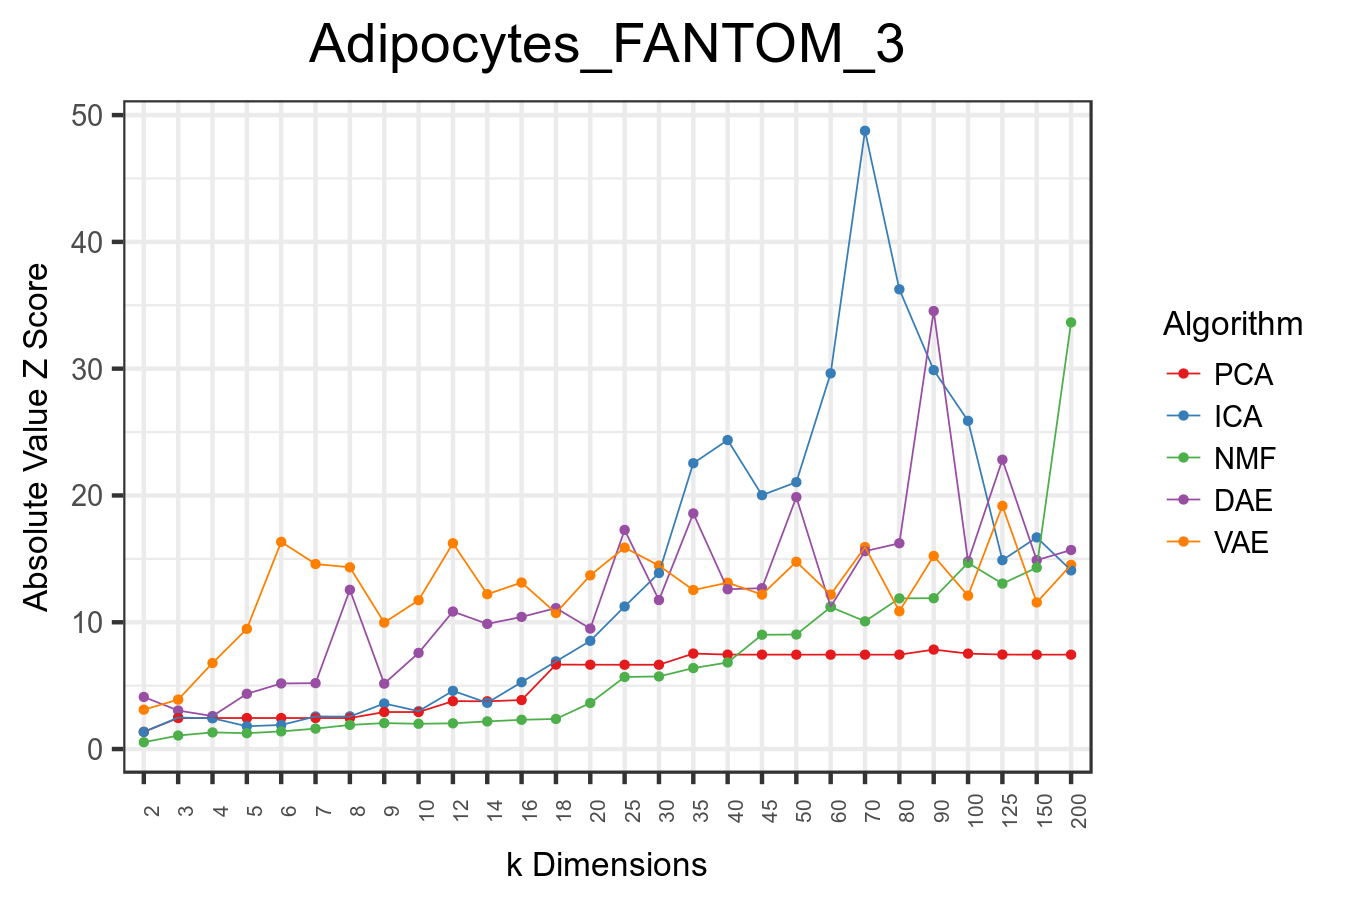 Adipocytes_FANTOM_3
Absolute Value Z Score
50
40
30
20
10
0
2 3 4 5 6 7 8 9 10 12 14 16 18 20 25 30 35 40 45 50 60 70 80 90 100 125 150 200
k Dimensions
Algorithm
PCA
ICA
NMF
DAE
VAE